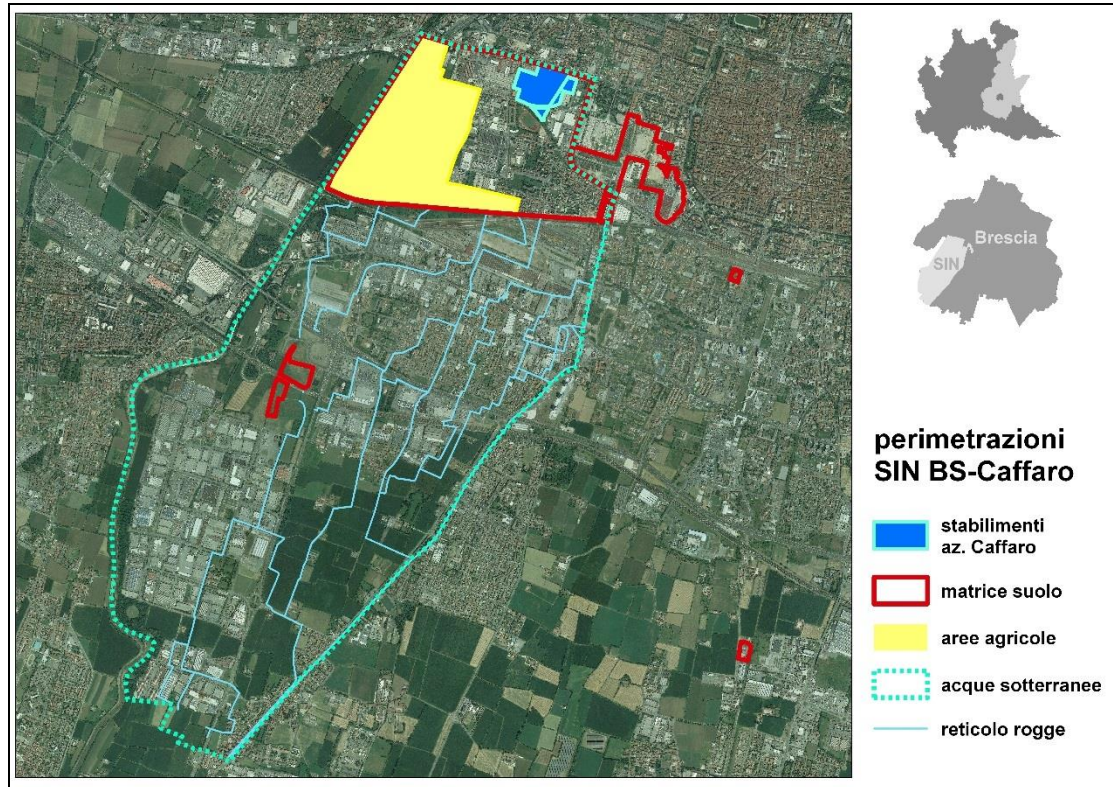 Brescia
SIN
perimetrazioni
SIN BS-Caffaro
stabilimenti
az. Caffaro
matrice suolo
aree agricole
acque sotterranee
reticolo rogge